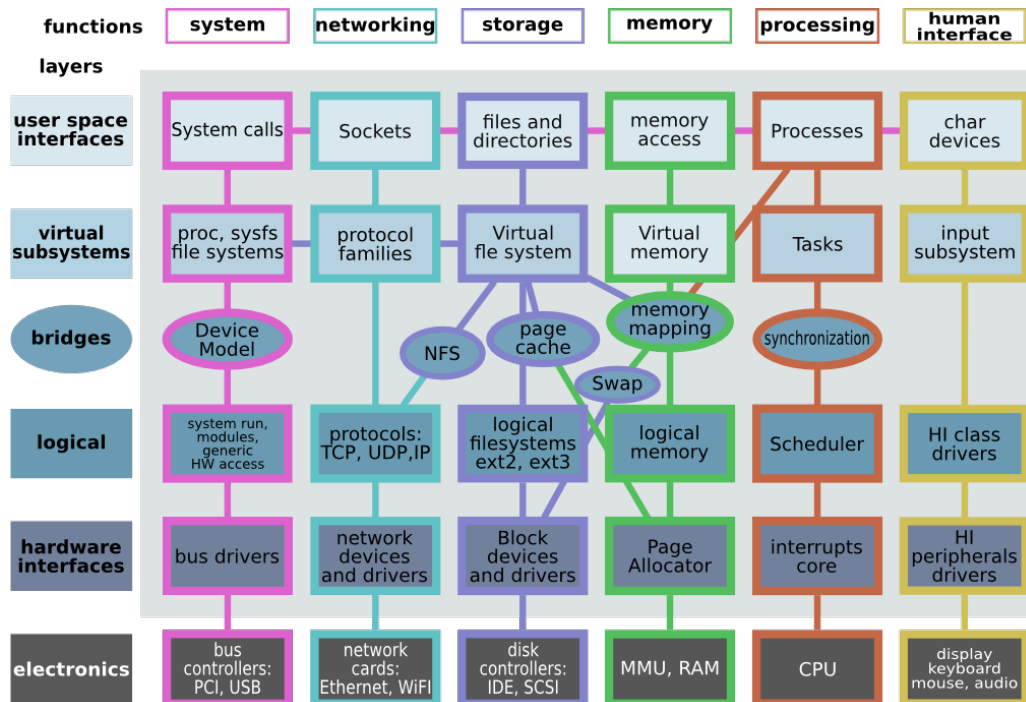 functions
system
networking
storage
memory
processing
human
interface
layers
user space
interfaces
System calls
Sockets
files and
directories
memory
access
Processes
char
devices
virtual
subsystems
proc, sysfs
file systems
protocol
families
Virtual
fle system
Virtual
memory
Tasks
input
subsystem
bridges
Device
Model
NFS
page
cache
memory
mapping
Swap
synchronization
logical
system run,
modules,
generic
HW access
protocols:
TCP, UDP,IP
logical
filesystems
ext2, ext3
logical
memory
Scheduler
HI class
drivers
hardware
interfaces
bus drivers
network
devices
and drivers
Block
devices
and drivers
Page
Allocator
interrupts
core
HI
peripherals
drivers
electronics
bus
controllers:
PCI, USB
network
cards:
Ethernet, WiFI
disk
controllers:
IDE, SCSI
MMU, RAM
CPU
display
keyboard
mouse, audio